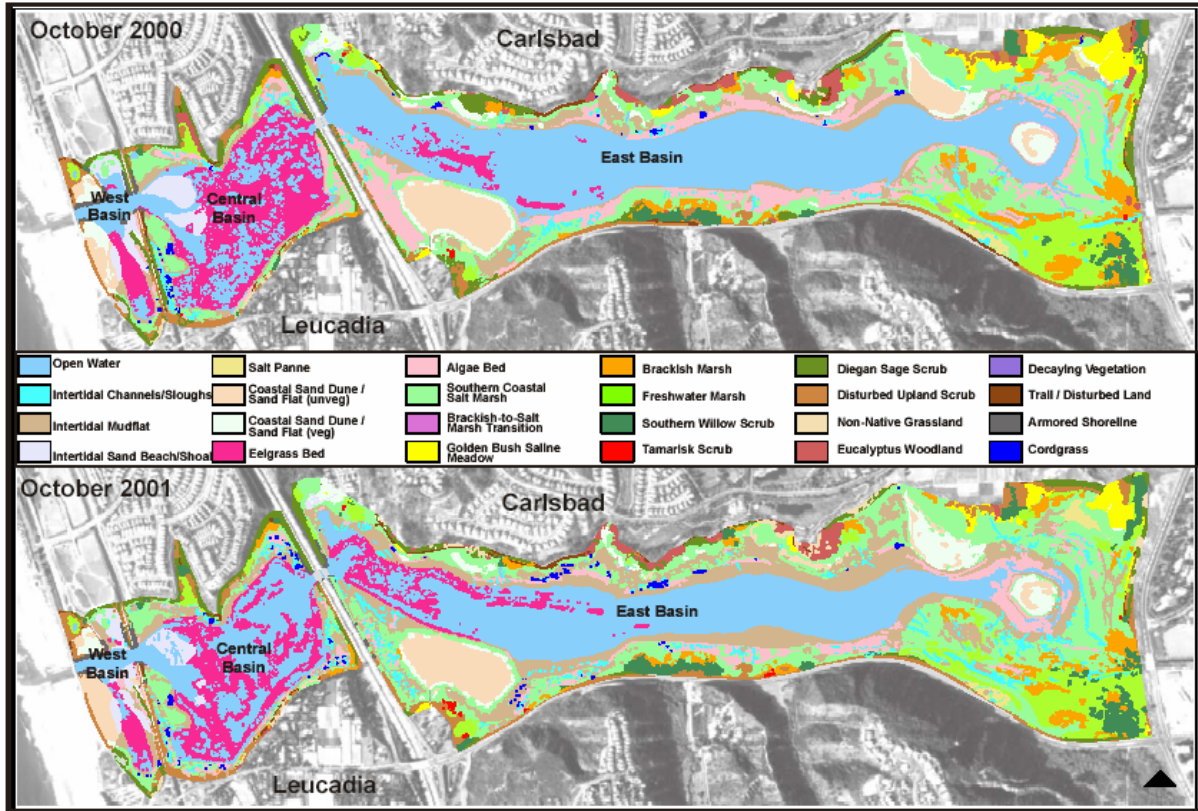 October 2000
Carlsbad
East Basin
West
Basin
Central
Basin
Leucadia
Open Water
Salt Panne
Algae Bed
Brackish Marsh
Diegan Sage Scrub
Decaying Vegetation
Intertidal Channels/Sloughs
Coastal Sand Dune /
Sand Flat (unveg)
Southern Coastal
Salt Marsh
Freshwater Marsh
Disturbed Upland Scrub
Trail / Disturbed Land
Intertidal Mudflat
Coastal Sand Dune /
Sand Flat (veg)
Brackish-to-Salt
Marsh Transition
Southern Willow Scrub
Non-Native Grassland
Armored Shoreline
Intertidal Sand Beach/Shoal
Eelgrass Bed
Golden Bush Saline
Meadow
Tamarisk Scrub
Eucalyptus Woodland
Cordgrass
October 2001
Carlsbad
East Basin
West
Basin
Central
Basin
Leucadia